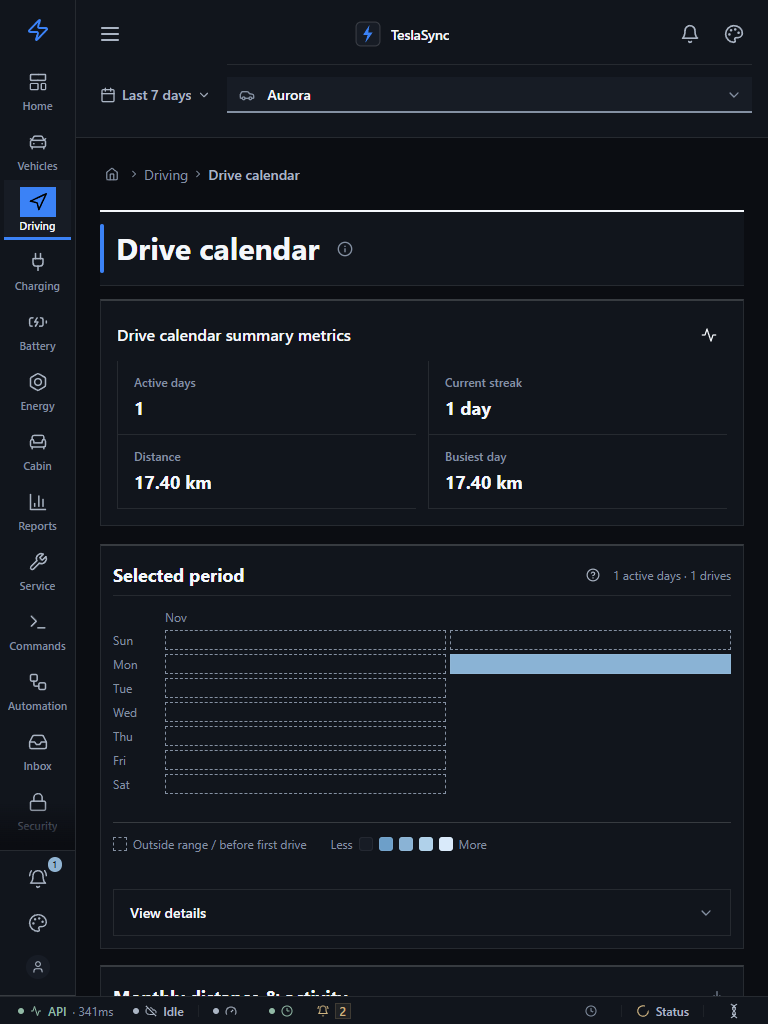 TeslaSync
Last 7 days
Aurora
Home
Vehicles
Driving
Charging
Battery
Energy
Cabin
Reports
Service
Commands
Automation
Inbox
Security
1
Driving
Drive calendar
Drive calendar
Drive calendar summary metrics
Active days
1
Current streak
1 day
Distance
17.40 km
Busiest day
17.40 km
Selected period
1 active days · 1 drives
Nov
Sun
Mon
Tue
Wed
Thu
Fri
Sat
Outside range / before first drive
Less
More
View details
Monthly distance & activity
API · 341ms
Idle
2
Status